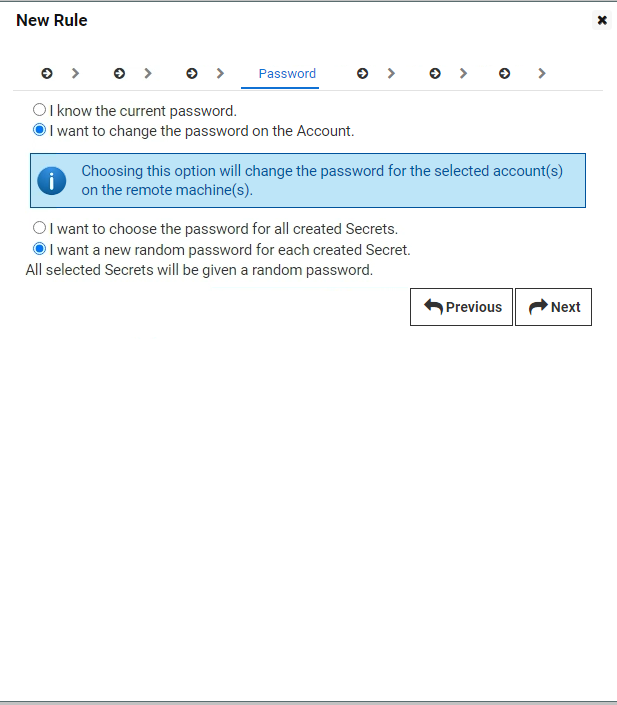 New Rule
Password
I know the current password.
I want to change the password on the Account.
Choosing this option will change the password for the selected account(s)
on the remote machine(s).
I want to choose the password for all created Secrets.
I want a new random password for each created Secret.
All selected Secrets will be given a random password.
Previous Next